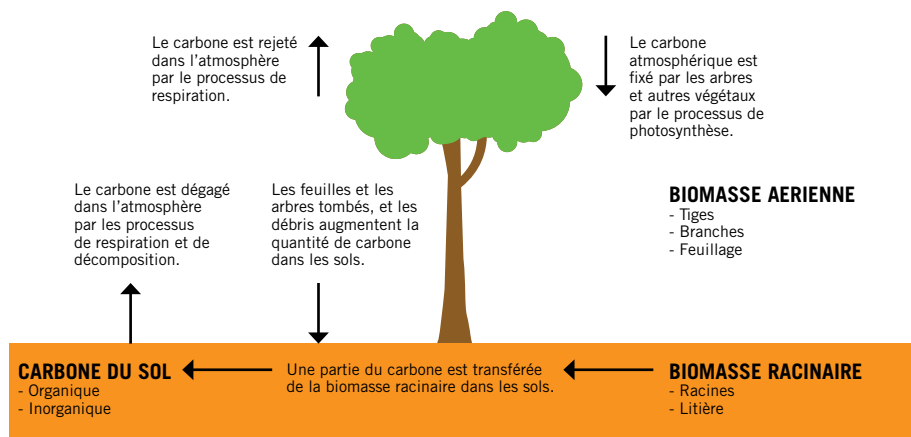 Le carbone est rejeté
dans l’atmosphère
par le processus de
respiration.
Le carbone
atmosphérique est
fixé par les arbres
et autres végétaux
par le processus de
photosynthèse.
Le carbone est dégagé
dans l’atmosphère
par les processus
de respiration et de
décomposition.
Les feuilles et les
arbres tombés, et les
débris augmentent la
quantité de carbone
dans les sols.
BIOMASSE AERIENNE
- Tiges
- Branches
- Feuillage
CARBONE DU SOL
- Organique
- Inorganique
Une partie du carbone est transférée
de la biomasse racinaire dans les sols.
BIOMASSE RACINAIRE
- Racines
- Litière